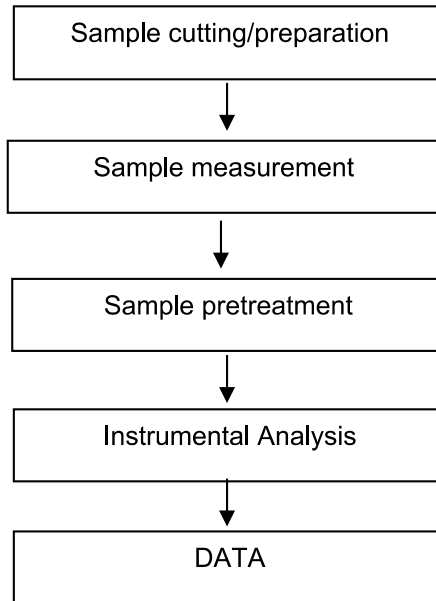 Sample cutting/preparation
Sample measurement
Sample pretreatment
Instrumental Analysis
DATA